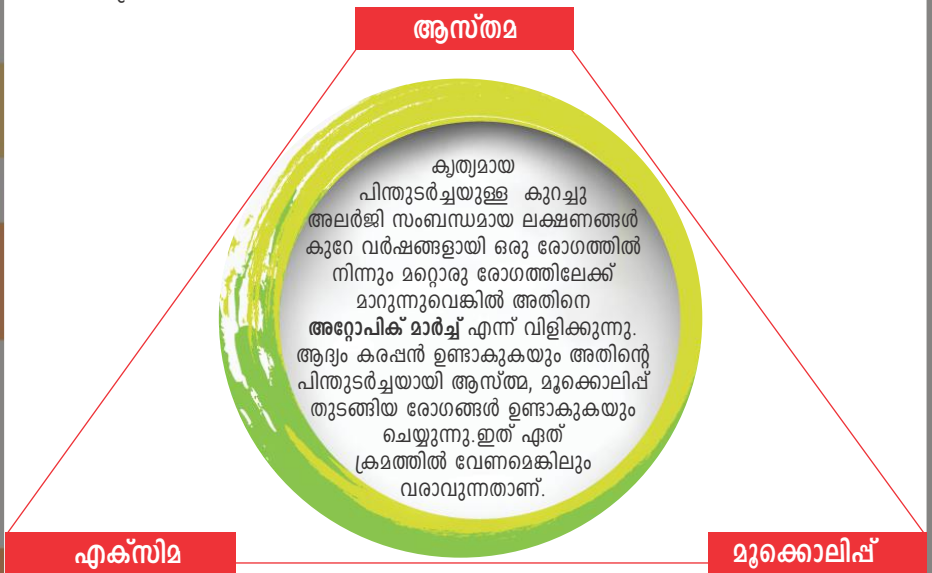 ആസ്തമ
കൃത്യമായ
പിന്തുടർച്ചയുള്ള കുറച്ചു
അലർജി സംബന്ധമായ ലക്ഷണങ്ങൾ
കുറേ വർഷങ്ങളായി ഒരു രോഗത്തിൽ
നിന്നും മറ്റൊരു രോഗത്തിലേക്ക്
മാറുന്നുവെങ്കിൽ അതിനെ
അറ്റോപിക് മാർച്ച് എന്ന് വിളിക്കുന്നു.
ആദ്യം കരപ്പൻ ഉണ്ടാകുകയും അതിന്റെ
പിന്തുടർച്ചയായി ആസ്ത്മ, മൂക്കൊലിപ്പ്
തുടങ്ങിയ രോഗങ്ങൾ ഉണ്ടാകുകയും
ചെയ്യുന്നു.ഇത് ഏത്
ക്രമത്തിൽ വേണമെങ്കിലും
വരാവുന്നതാണ്.
എക്സിമ
മൂക്കൊലിപ്പ്